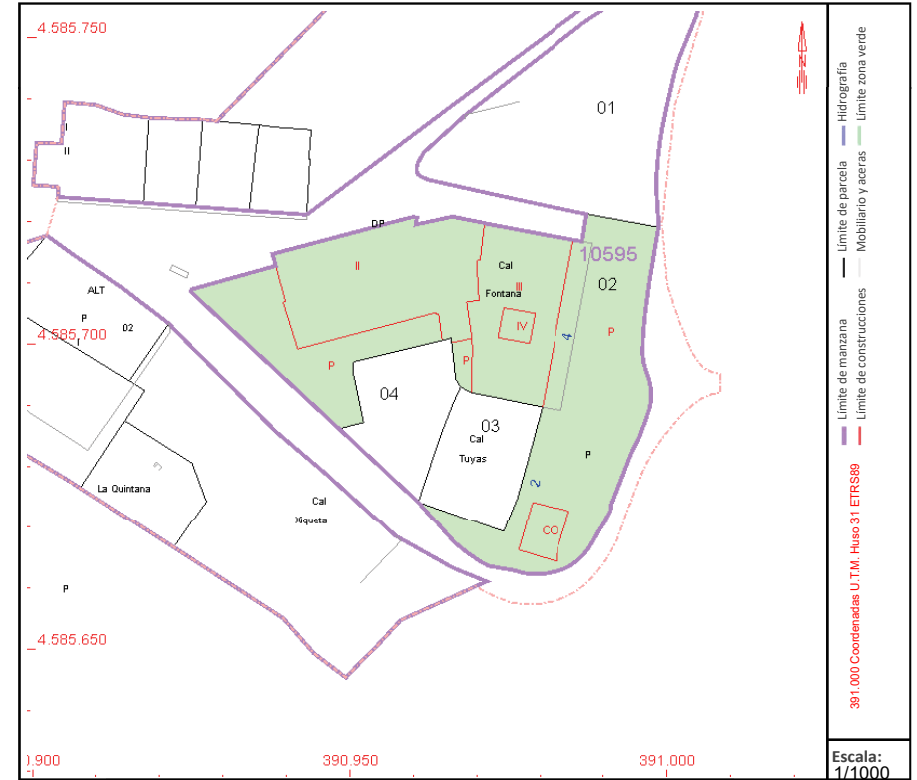 4.585.750
01
I
II
DP
10595
Cal
Fontana
II
III
02
ALT
P
I
02
4.585.700
IV
4
P
P
P
04
03
Cal
Tuyas
P
La Quintana
Cal
Xiqueta
2
CO
P
4.585.650
390.950
391.000
N
Hidrografía
Límite zona verde
Límite de parcela
Mobiliario y aceras
Límite de manzana
Límite de construcciones
391.000 Coordenadas U.T.M. Huso 31 ETRS89
Escala:
1/1000